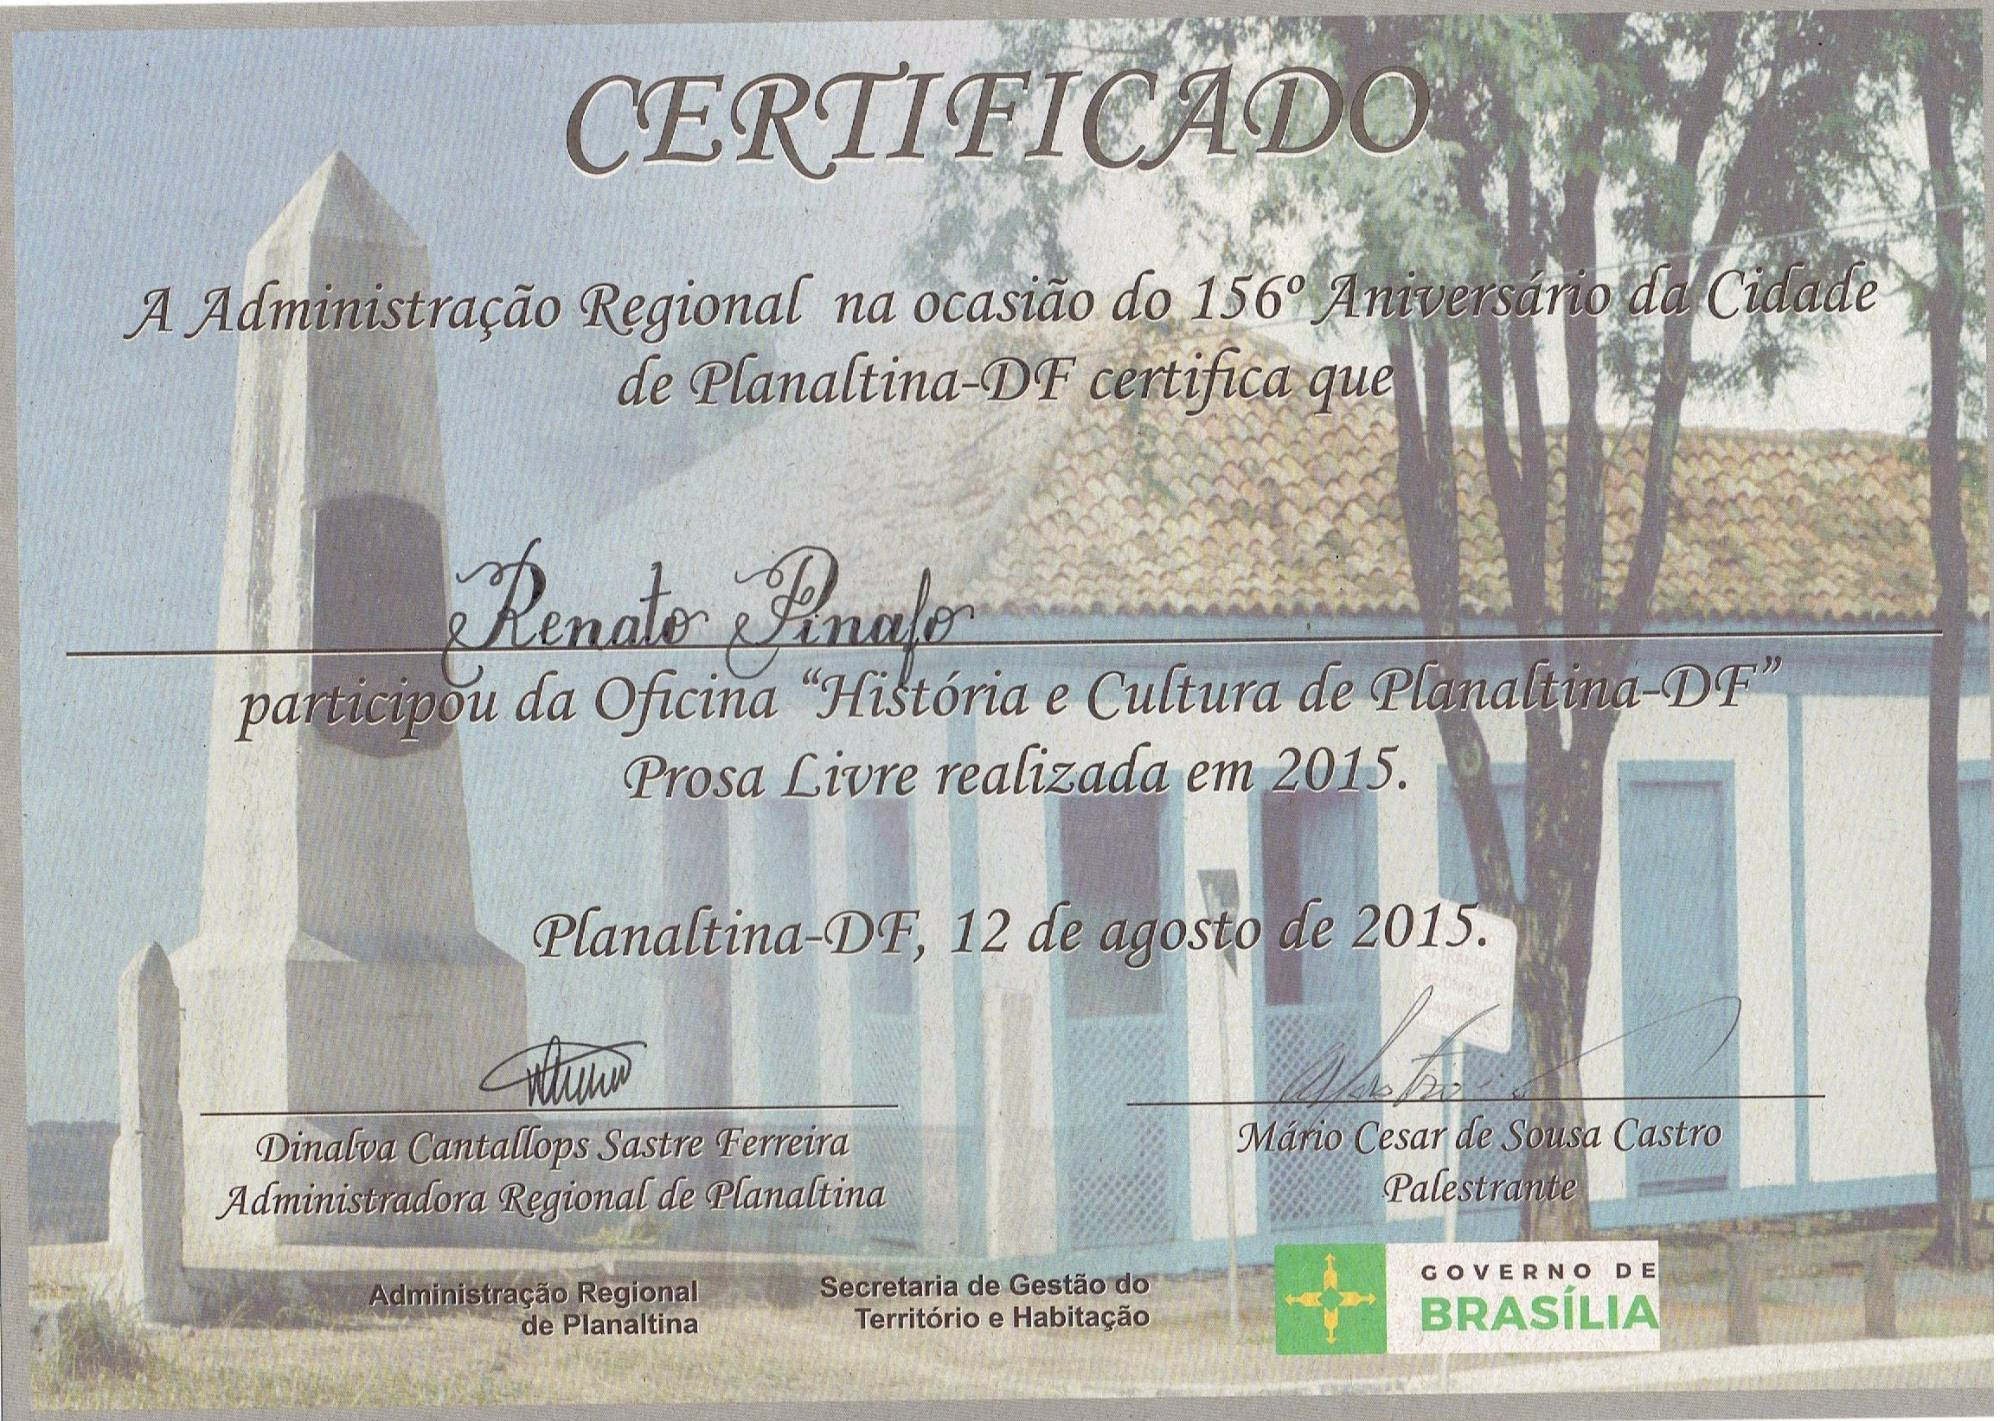 CERTIFICADO
A Administração Regional na ocasião do 156º Aniversário da Cidade
de Planaltina-DF certifica que
Renato Pinafo
participou da Oficina “História e Cultura de Planaltina-DF”
Prosa Livre realizada em 2015.
Planaltina-DF, 12 de agosto de 2015.
Dinalva Cantallops Sastre Ferreira
Administradora Regional de Planaltina
Mário Cesar de Sousa Castro
Palestrante
Administração Regional
de Planaltina
Secretaria de Gestão do
Território e Habitação
GOVERNO DE
BRASÍLIA